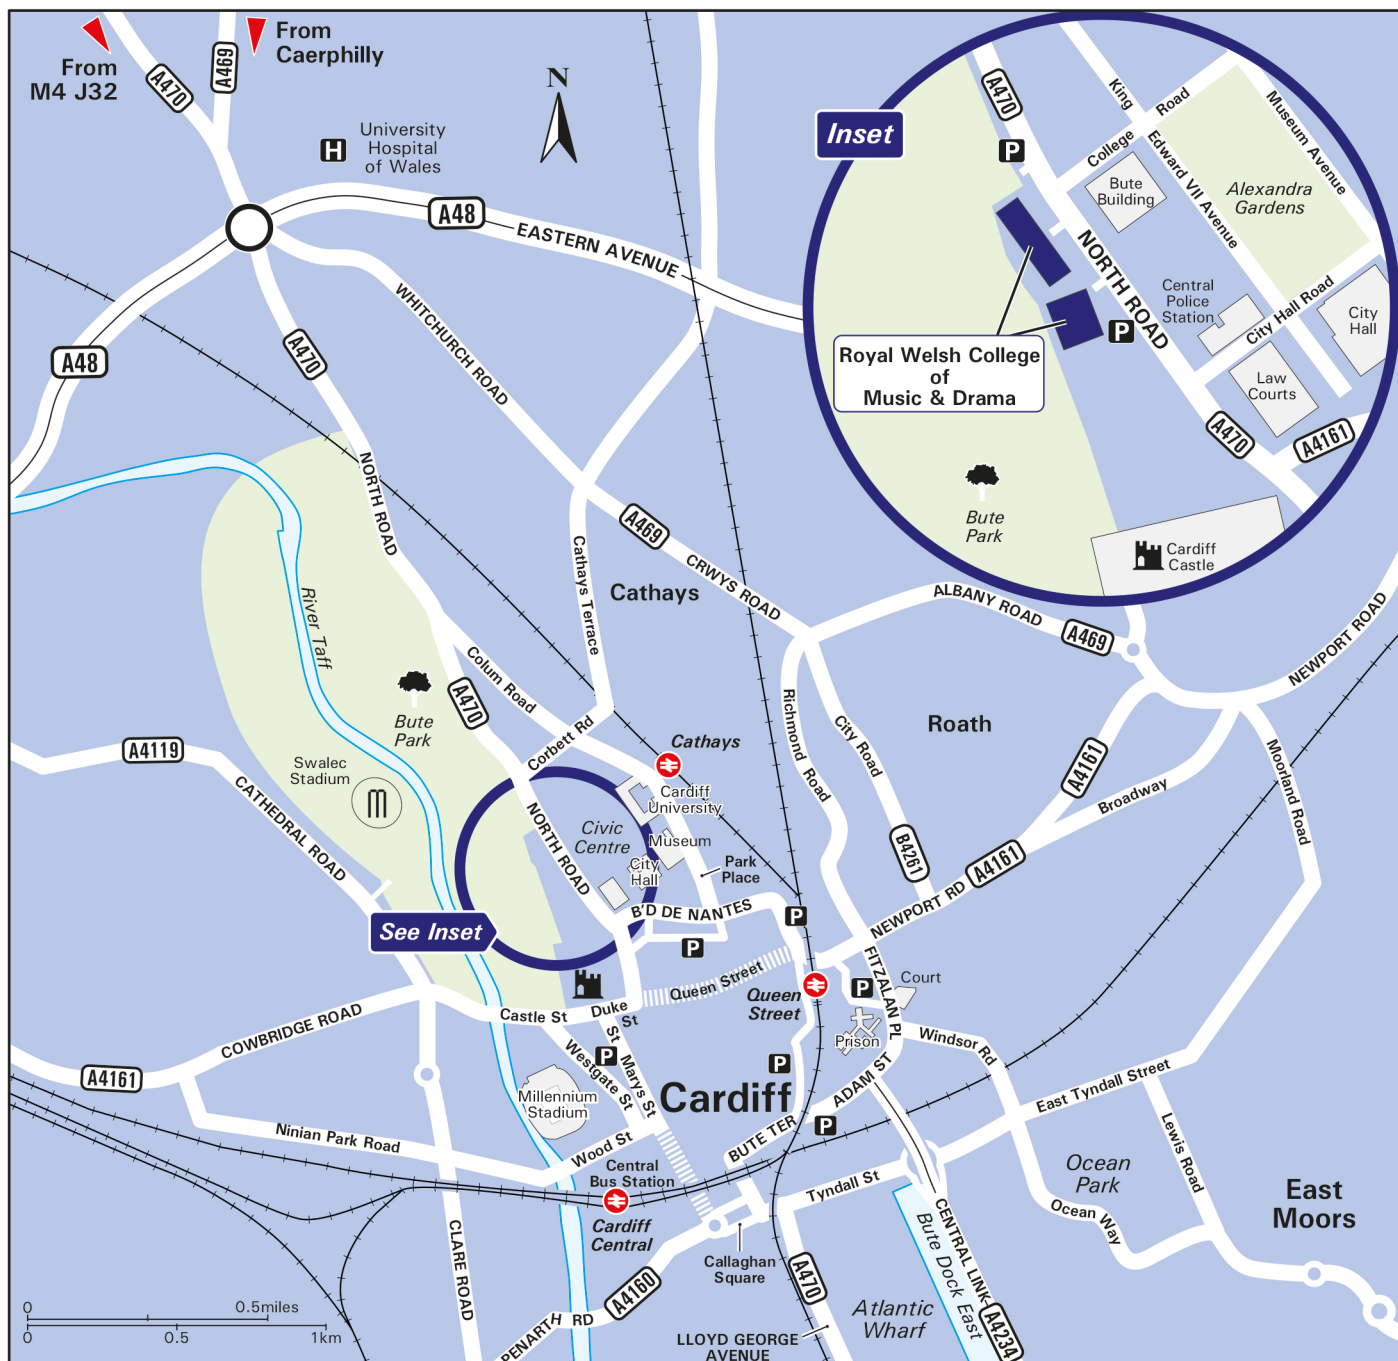 From
M4 J32
A470
A469
From
Caerphilly
N
H
University
Hospital
of Wales
A48
EASTERN AVENUE
A48
A470
WHITCHURCH ROAD
NORTH ROAD
Inset
A470
P
King
Edward VII Avenue
College
Road
Museum Avenue
Bute
Building
Alexandra
Gardens
NORTH ROAD
Central
Police
Station
City Hall Road
City
Hall
P
Royal Welsh College
of
Music & Drama
Law
Courts
A470
A4161
Bute
Park
Cardiff
Castle
A469
CRWYS ROAD
Cathays Terrace
Cathays
ALBANY ROAD
A469
NEWPORT ROAD
River Taff
Colum Road
A470
Bute
Park
Corbett Rd
Cathays
Richmond Road
City Road
Roath
A4161
Broadway
Moorland Road
A4119
Swalec
Stadium
CATHEDRAL ROAD
Cardiff
University
Civic
Centre
Museum
City
Hall
NORTH ROAD
Park
Place
B4261
A4161
NEWPORT RD
B'D DE NANTES
P
P
See Inset
Queen Street
Queen
Street
P
FITZALAN PL
Court
Prison
Windsor Rd
Castle St
Duke
St
COWBRIDGE ROAD
A4161
Westgate St
P
St Marys St
P
Cardiff
ADAM ST
P
East Tyndall Street
Millennium
Stadium
Ninian Park Road
Wood St
BUTE TER
Lewis Road
Central
Bus Station
Tyndall St
Ocean
Park
Ocean Way
East
Moors
Cardiff
Central
CLARE ROAD
Callaghan
Square
A470
CENTRAL LINK
Bute Dock East
A4234
A4160
PENARTH RD
Atlantic
Wharf
LLOYD GEORGE
AVENUE
0
0.5miles
0
0.5
1km